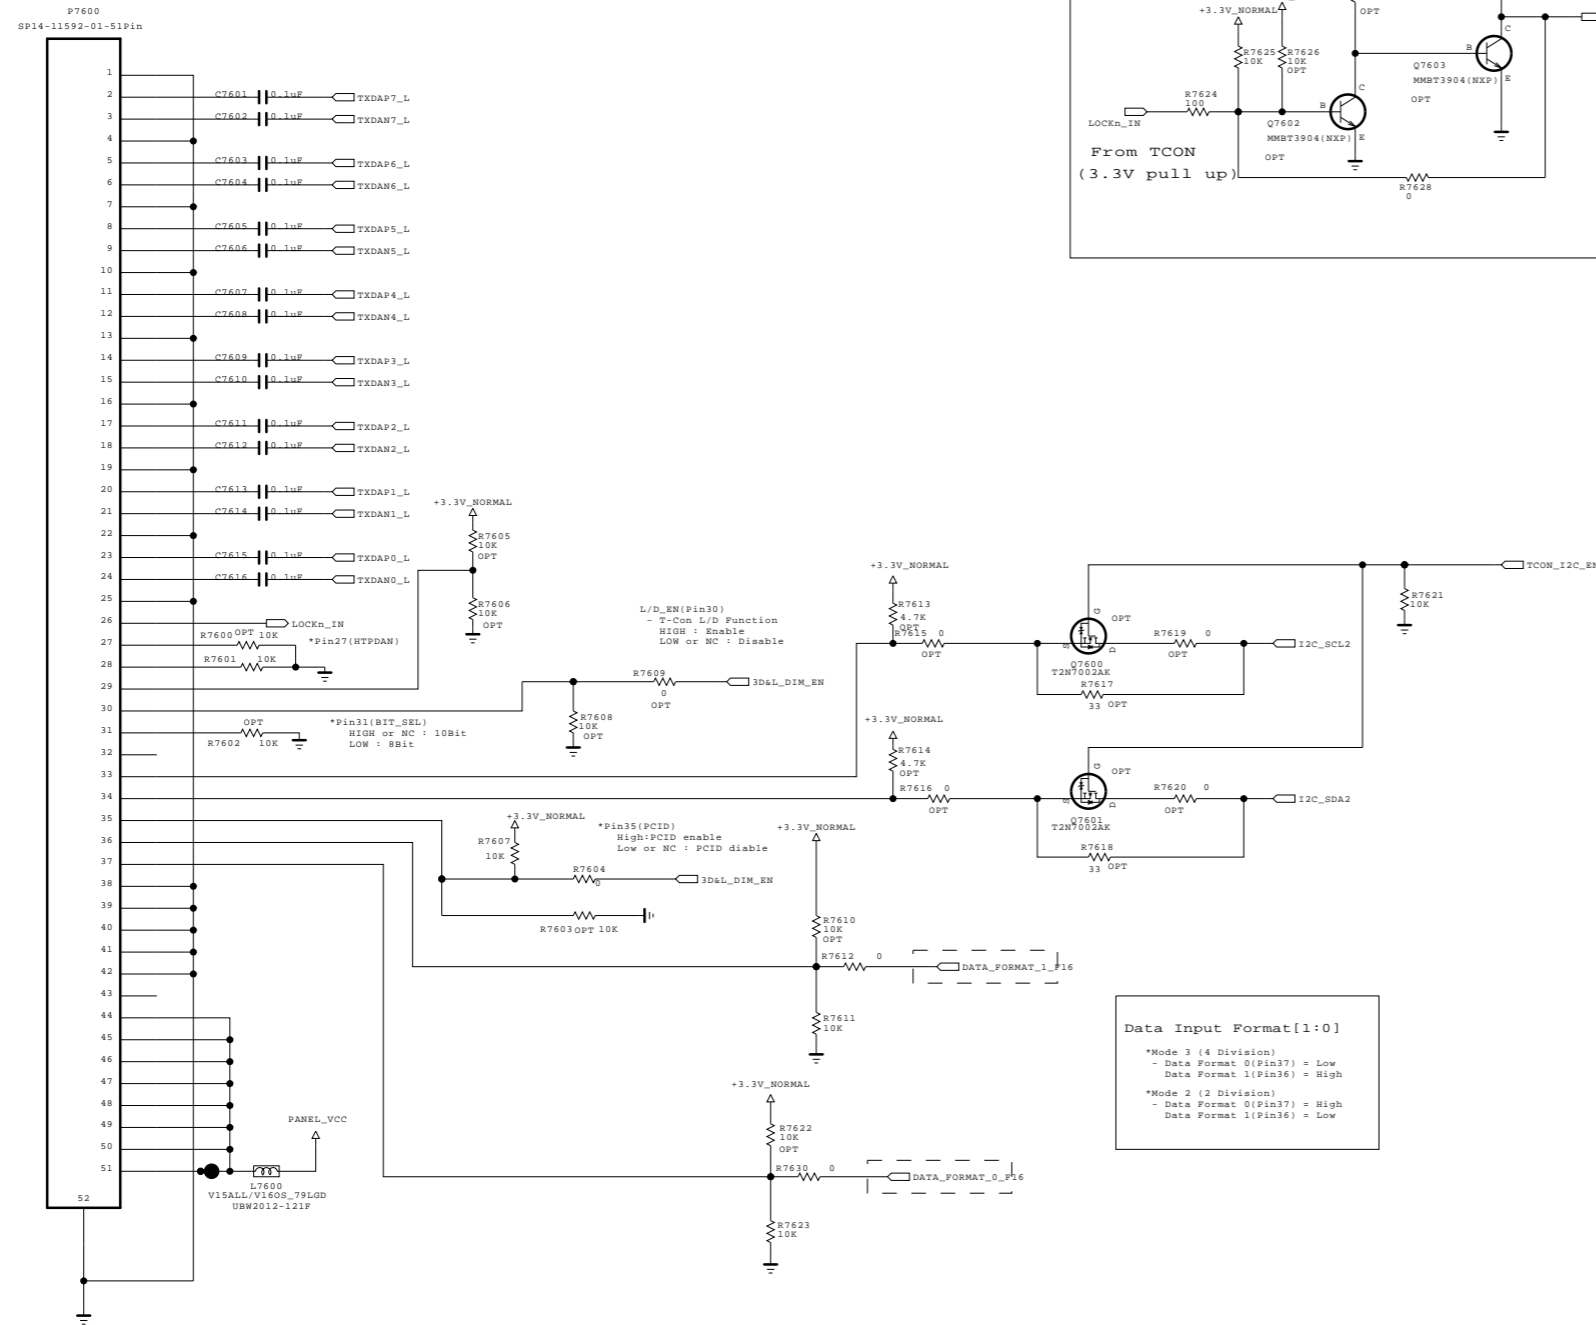 P7600
SP14-11592-01-51Pin
1
2
3
4
5
6
7
8
9
10
11
12
13
14
15
16
17
18
19
20
21
22
23
24
25
26
27
28
29
30
31
32
33
34
35
36
37
38
39
40
41
42
43
44
45
46
47
48
49
50
51
52
C7601 0.1uF TXDAP7_L
C7602 0.1uF TXDAN7_L
C7603 0.1uF TXDAP6_L
C7604 0.1uF TXDAN6_L
C7605 0.1uF TXDAP5_L
C7606 0.1uF TXDAN5_L
C7607 0.1uF TXDAP4_L
C7608 0.1uF TXDAN4_L
C7609 0.1uF TXDAP3_L
C7610 0.1uF TXDAN3_L
C7611 0.1uF TXDAP2_L
C7612 0.1uF TXDAN2_L
C7613 0.1uF TXDAP1_L
C7614 0.1uF TXDAN1_L
C7615 0.1uF TXDAP0_L
C7616 0.1uF TXDAN0_L
LOCKn_IN
R7600 OPT 10K
*Pin27(HTPDAN)
R7601 10K
OPT
R7602 10K
*Pin31(BIT_SEL)
HIGH or NC : 10Bit
LOW : 8Bit
+3.3V_NORMAL
R7605
10K
OPT
R7606
10K
OPT
L/D_EN(Pin30)
- T-Con L/D Function
HIGH : Enable
LOW or NC : Disable
R7609
0
OPT
3D&L_DIM_EN
R7608
10K
OPT
+3.3V_NORMAL
R7607
10K
*Pin35(PCID)
High:PCID enable
Low or NC : PCID diable
R7604
0
3D&L_DIM_EN
R7603 OPT 10K
+3.3V_NORMAL
R7610
10K
OPT
R7612 0
DATA_FORMAT_1_F16
R7611
10K
+3.3V_NORMAL
R7622
10K
OPT
R7630 0
DATA_FORMAT_0_F16
R7623
10K
PANEL_VCC
L7600
V15ALL/V16OS_79LGD
UBW2012-121F
+3.3V_NORMAL
R7613
4.7K
OPT
R7615 0
OPT
G
OPT
S
D
Q7600
T2N7002AK
R7617
33 OPT
R7619 0
OPT
I2C_SCL2
+3.3V_NORMAL
R7614
4.7K
OPT
R7616 0
OPT
G
OPT
S
D
Q7601
T2N7002AK
R7618
33 OPT
R7620 0
OPT
I2C_SDA2
TCON_I2C_EN
R7621
10K
+3.3V_NORMAL
OPT
R7625
10K
R7626
10K
OPT
R7624
100
LOCKn_IN
From TCON
(3.3V pull up)
B
C
E
Q7602
MMBT3904(NXP)
OPT
B
C
E
Q7603
MMBT3904(NXP)
OPT
R7628
0
Data Input Format[1:0]
*Mode 3 (4 Division)
- Data Format 0(Pin37) = Low
Data Format 1(Pin36) = High
*Mode 2 (2 Division)
- Data Format 0(Pin37) = High
Data Format 1(Pin36) = Low